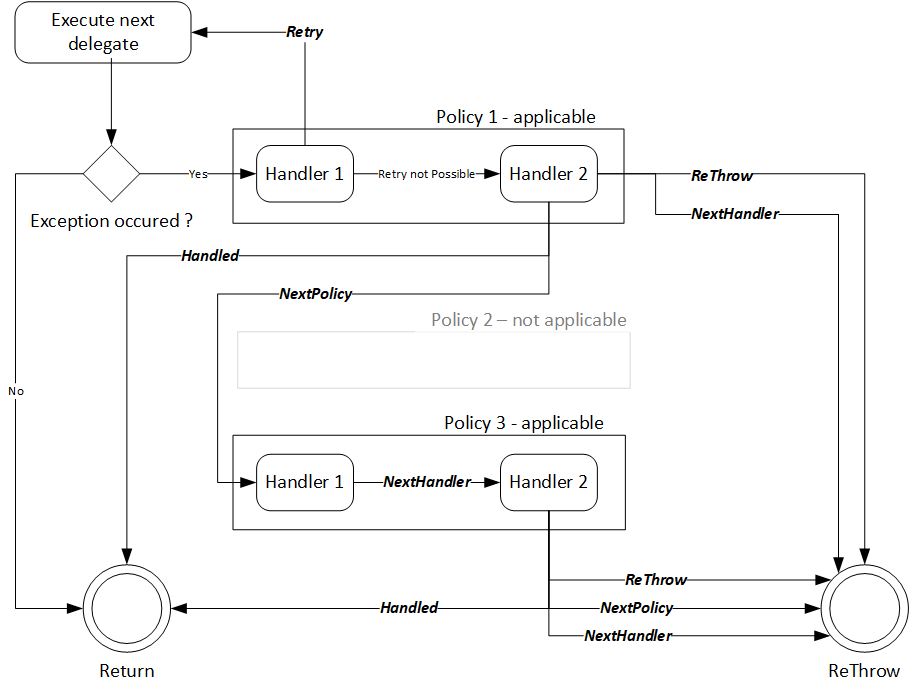 Execute next
delegate
Retry
Policy 1 - applicable
Yes
Handler 1
Retry not Possible
Handler 2
ReThrow
NextHandler
Exception occured ?
Handled
NextPolicy
Policy 2 – not applicable
No
Policy 3 - applicable
Handler 1
NextHandler
Handler 2
ReThrow
Handled
NextPolicy
NextHandler
Return
ReThrow